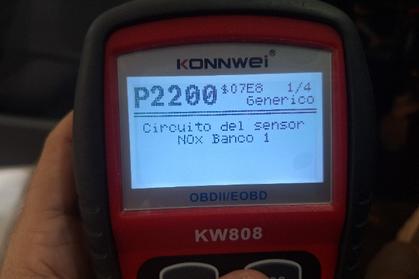 KONNWEI®
P2200 $07E8 1/4
Generico
Circuito del sensor
NOx Banco 1
OBDII/EOBD
KW808